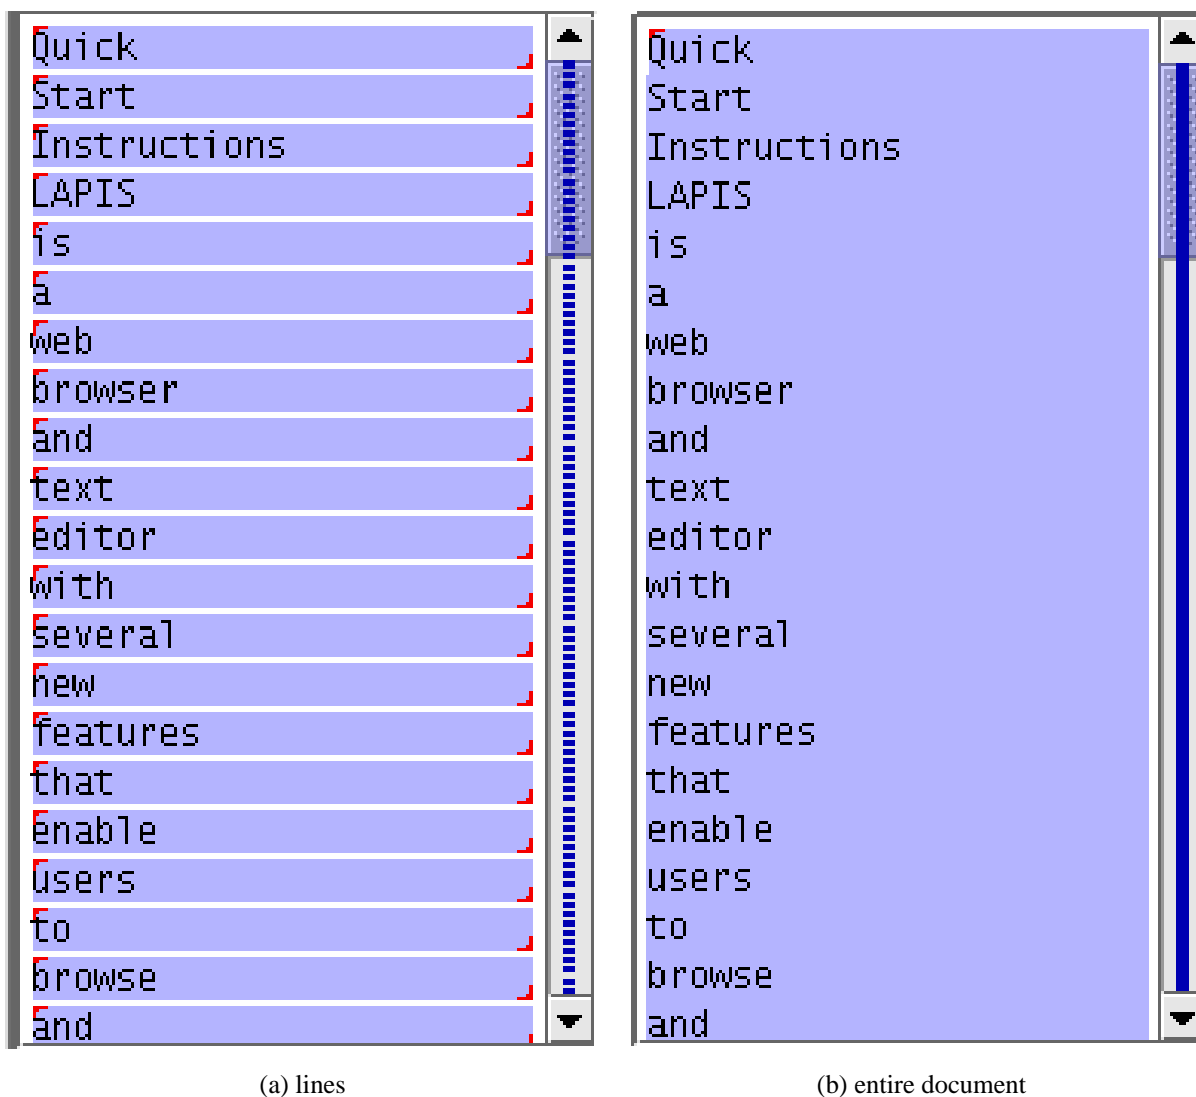 Quick
Start
Instructions
LAPIS
is
a
web
browser
and
text
editor
with
several
new
features
that
enable
users
to
browse
and
(a) lines
Quick
Start
Instructions
LAPIS
is
a
web
browser
and
text
editor
with
several
new
features
that
enable
users
to
browse
and
(b) entire document